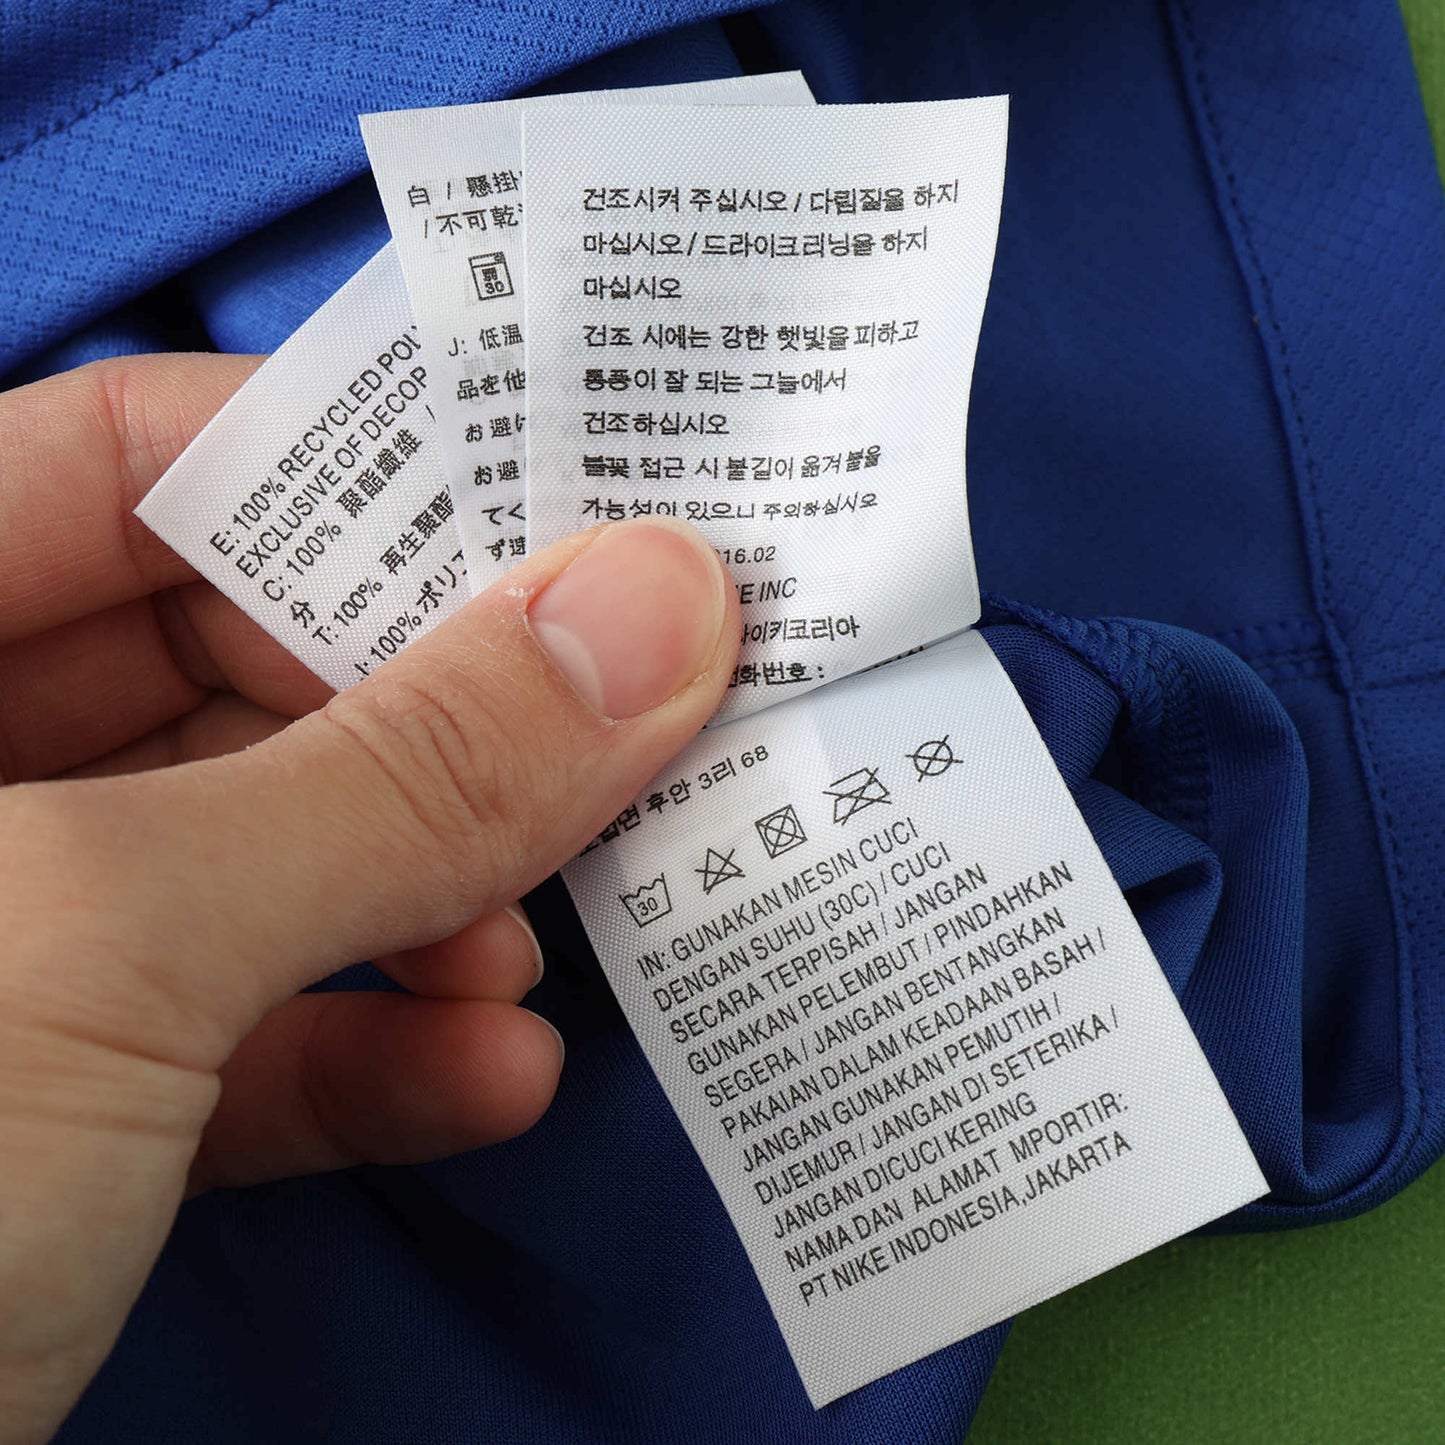 E: 100% RECYCLED
EXCLUSIVE OF DECOR
C: 100% 聚酯纖維
分
T: 100% 再生聚酯
J: 100% ポリエ
白 / 懸掛
/ 不可乾
30
J: 低温
品を他
お避け
お避
てく
ず速
건조시켜 주십시오 / 다림질을 하지
마십시오 / 드라이크리닝을 하지
마십시오
건조 시에는 강한 햇빛을 피하고
통풍이 잘 되는 그늘에서
건조하십시오
불꽃 접근 시 불길이 옮겨 붙을
가능성이 있으니 주의하십시오
16.02
KE INC
나이키코리아
전화번호 :
후안 3리 68
30
IN: GUNAKAN MESIN CUCI
DENGAN SUHU (30C) / CUCI
SECARA TERPISAH / JANGAN
GUNAKAN PELEMBUT / PINDAHKAN
SEGERA / JANGAN BENTANGKAN
PAKAIAN DALAM KEADAAN BASAH /
JANGAN GUNAKAN PEMUTIH /
DIJEMUR / JANGAN DI SETERIKA /
JANGAN DICUCI KERING
NAMA DAN ALAMAT MPORTIR:
PT NIKE INDONESIA,JAKARTA